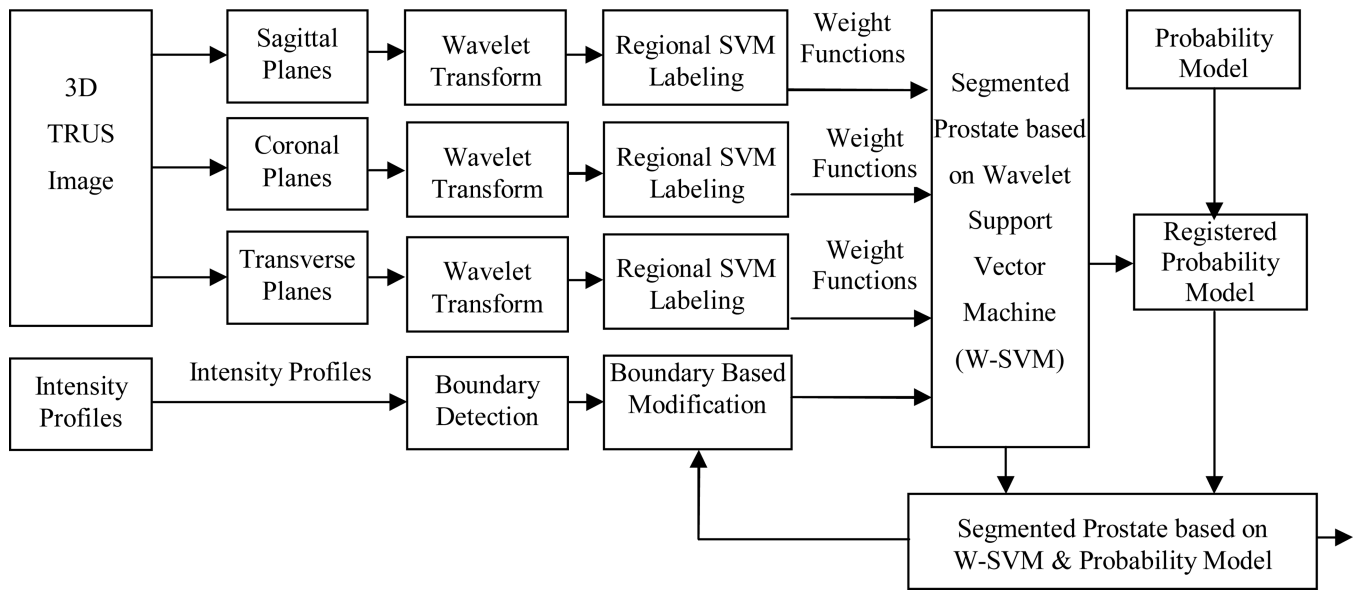 3D
TRUS
Image
Sagittal
Planes
Wavelet
Transform
Regional SVM
Labeling
Weight
Functions
Coronal
Planes
Wavelet
Transform
Regional SVM
Labeling
Weight
Functions
Transverse
Planes
Wavelet
Transform
Regional SVM
Labeling
Weight
Functions
Intensity
Profiles
Intensity Profiles
Boundary
Detection
Boundary Based
Modification
Segmented
Prostate based
on Wavelet
Support
Vector
Machine
(W-SVM)
Probability
Model
Registered
Probability
Model
Segmented Prostate based on
W-SVM & Probability Model